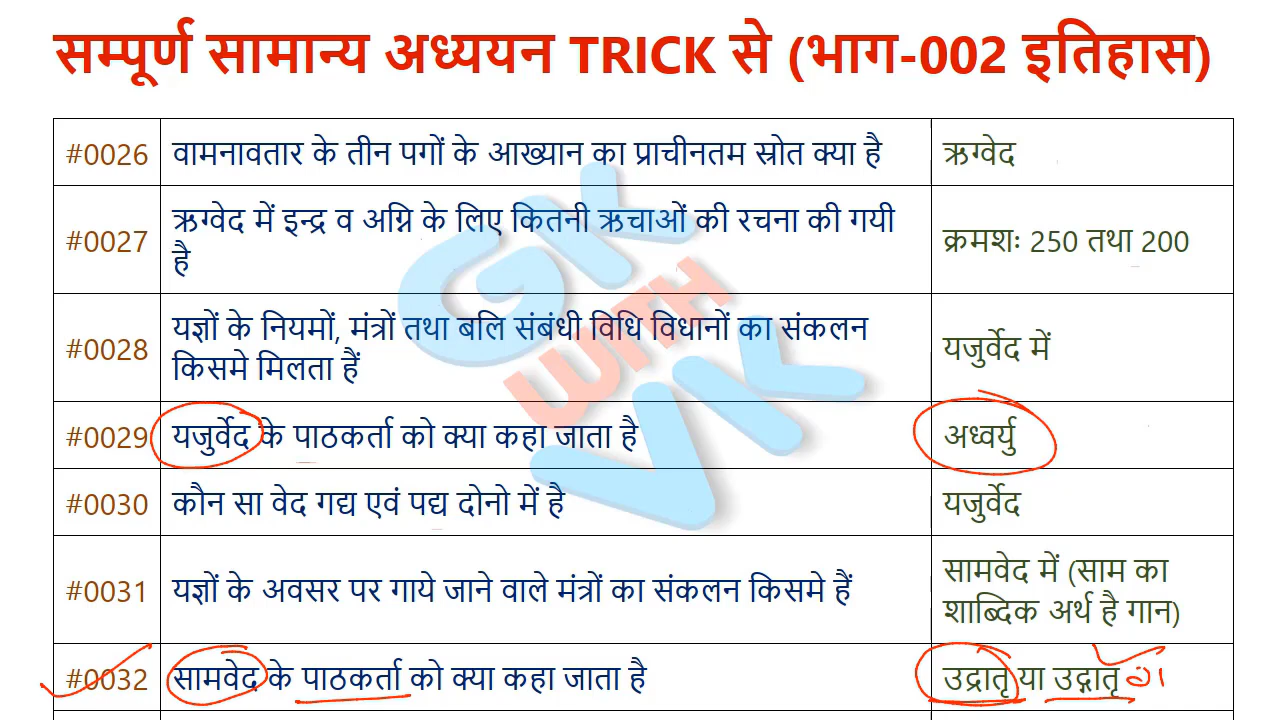 सम्पूर्ण सामान्य अध्ययन TRICK से (भाग-002 इतिहास)
#0026 वामनावतार के तीन पगों के आख्यान का प्राचीनतम स्रोत क्या है ऋग्वेद
#0027 ऋग्वेद में इन्द्र व अग्नि के लिए कितनी ऋचाओं की रचना की गयी
है
क्रमशः 250 तथा 200
#0028 यज्ञों के नियमों, मंत्रों तथा बलि संबंधी विधि विधानों का संकलन
किसमे मिलता हैं
यजुर्वेद में
#0029 यजुर्वेद के पाठकर्ता को क्या कहा जाता है अध्वर्यु
#0030 कौन सा वेद गद्य एवं पद्य दोनो में है यजुर्वेद
#0031 यज्ञों के अवसर पर गाये जाने वाले मंत्रों का संकलन किसमे हैं
सामवेद में (साम का
शाब्दिक अर्थ है गान)
#0032 सामवेद के पाठकर्ता को क्या कहा जाता है उद्रातृ या उद्गातृ
GK
WITH
VK